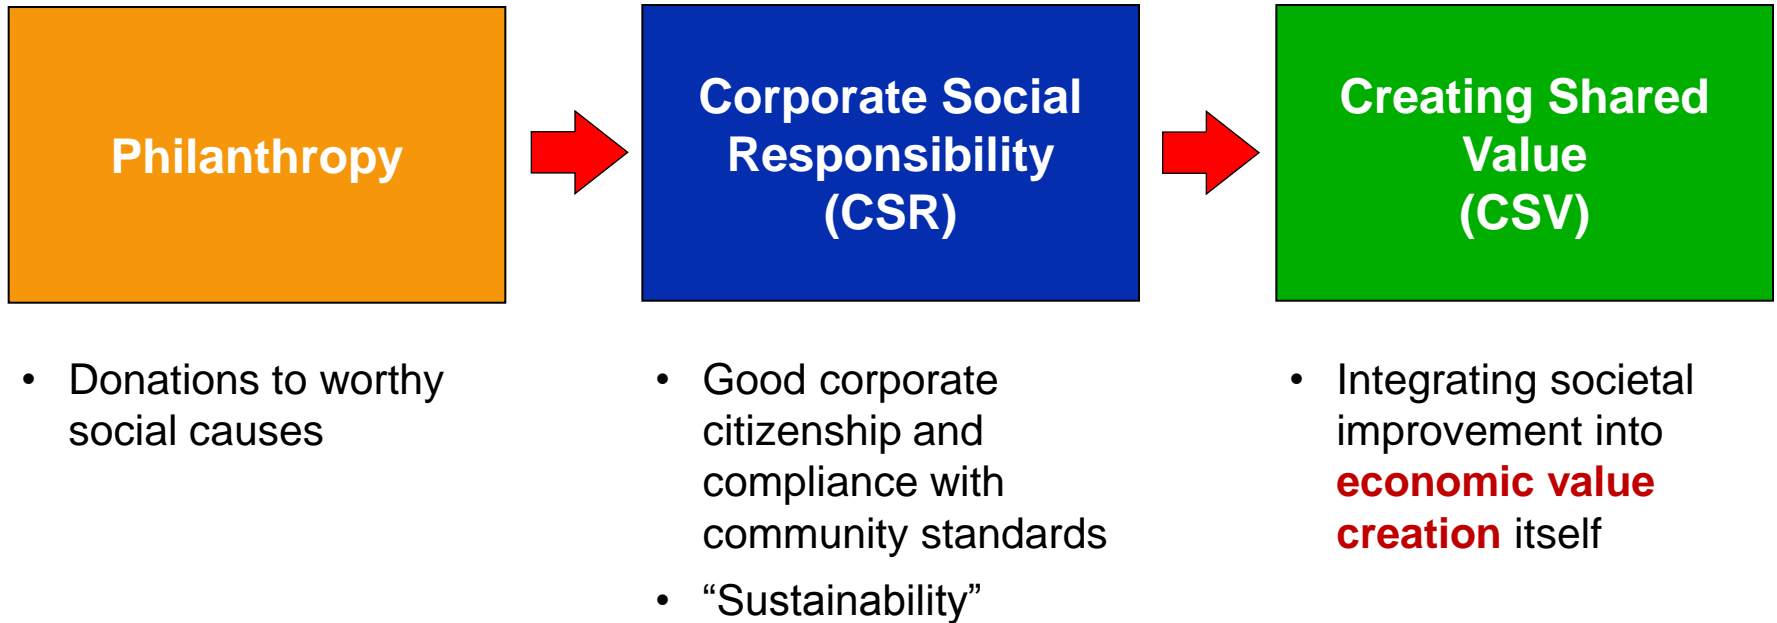 Philanthropy
Corporate Social
Responsibility
(CSR)
Creating Shared
Value
(CSV)
• Donations to worthy
social causes
• Good corporate
citizenship and
compliance with
community standards
• “Sustainability”
• Integrating societal
improvement into
economic value
creation itself